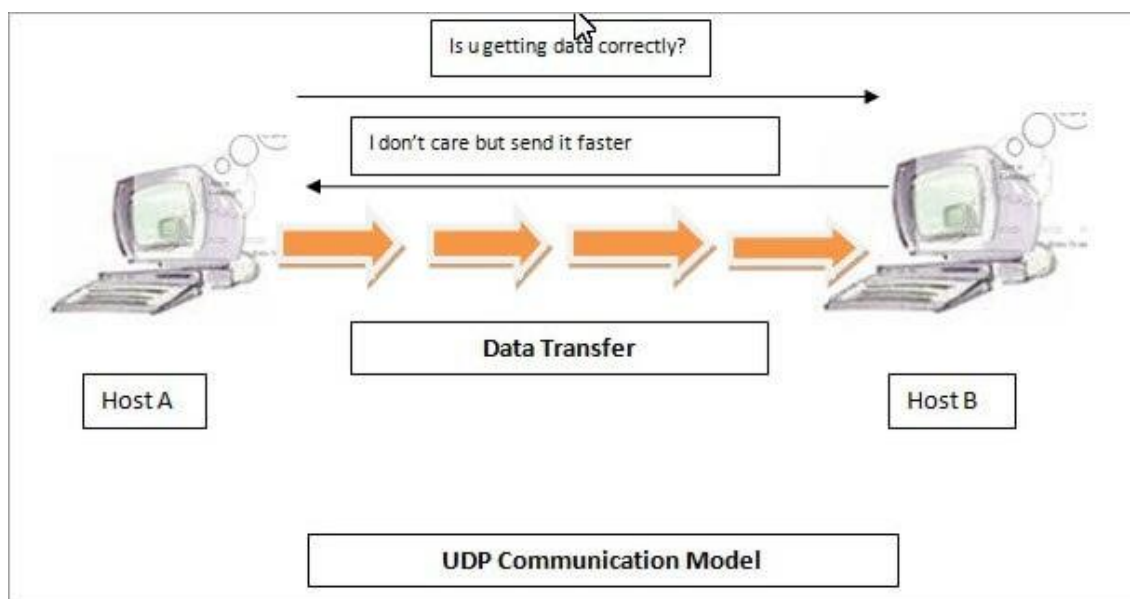 Is u getting data correctly?
I don't care but send it faster
Data Transfer
Host A
Host B
UDP Communication Model